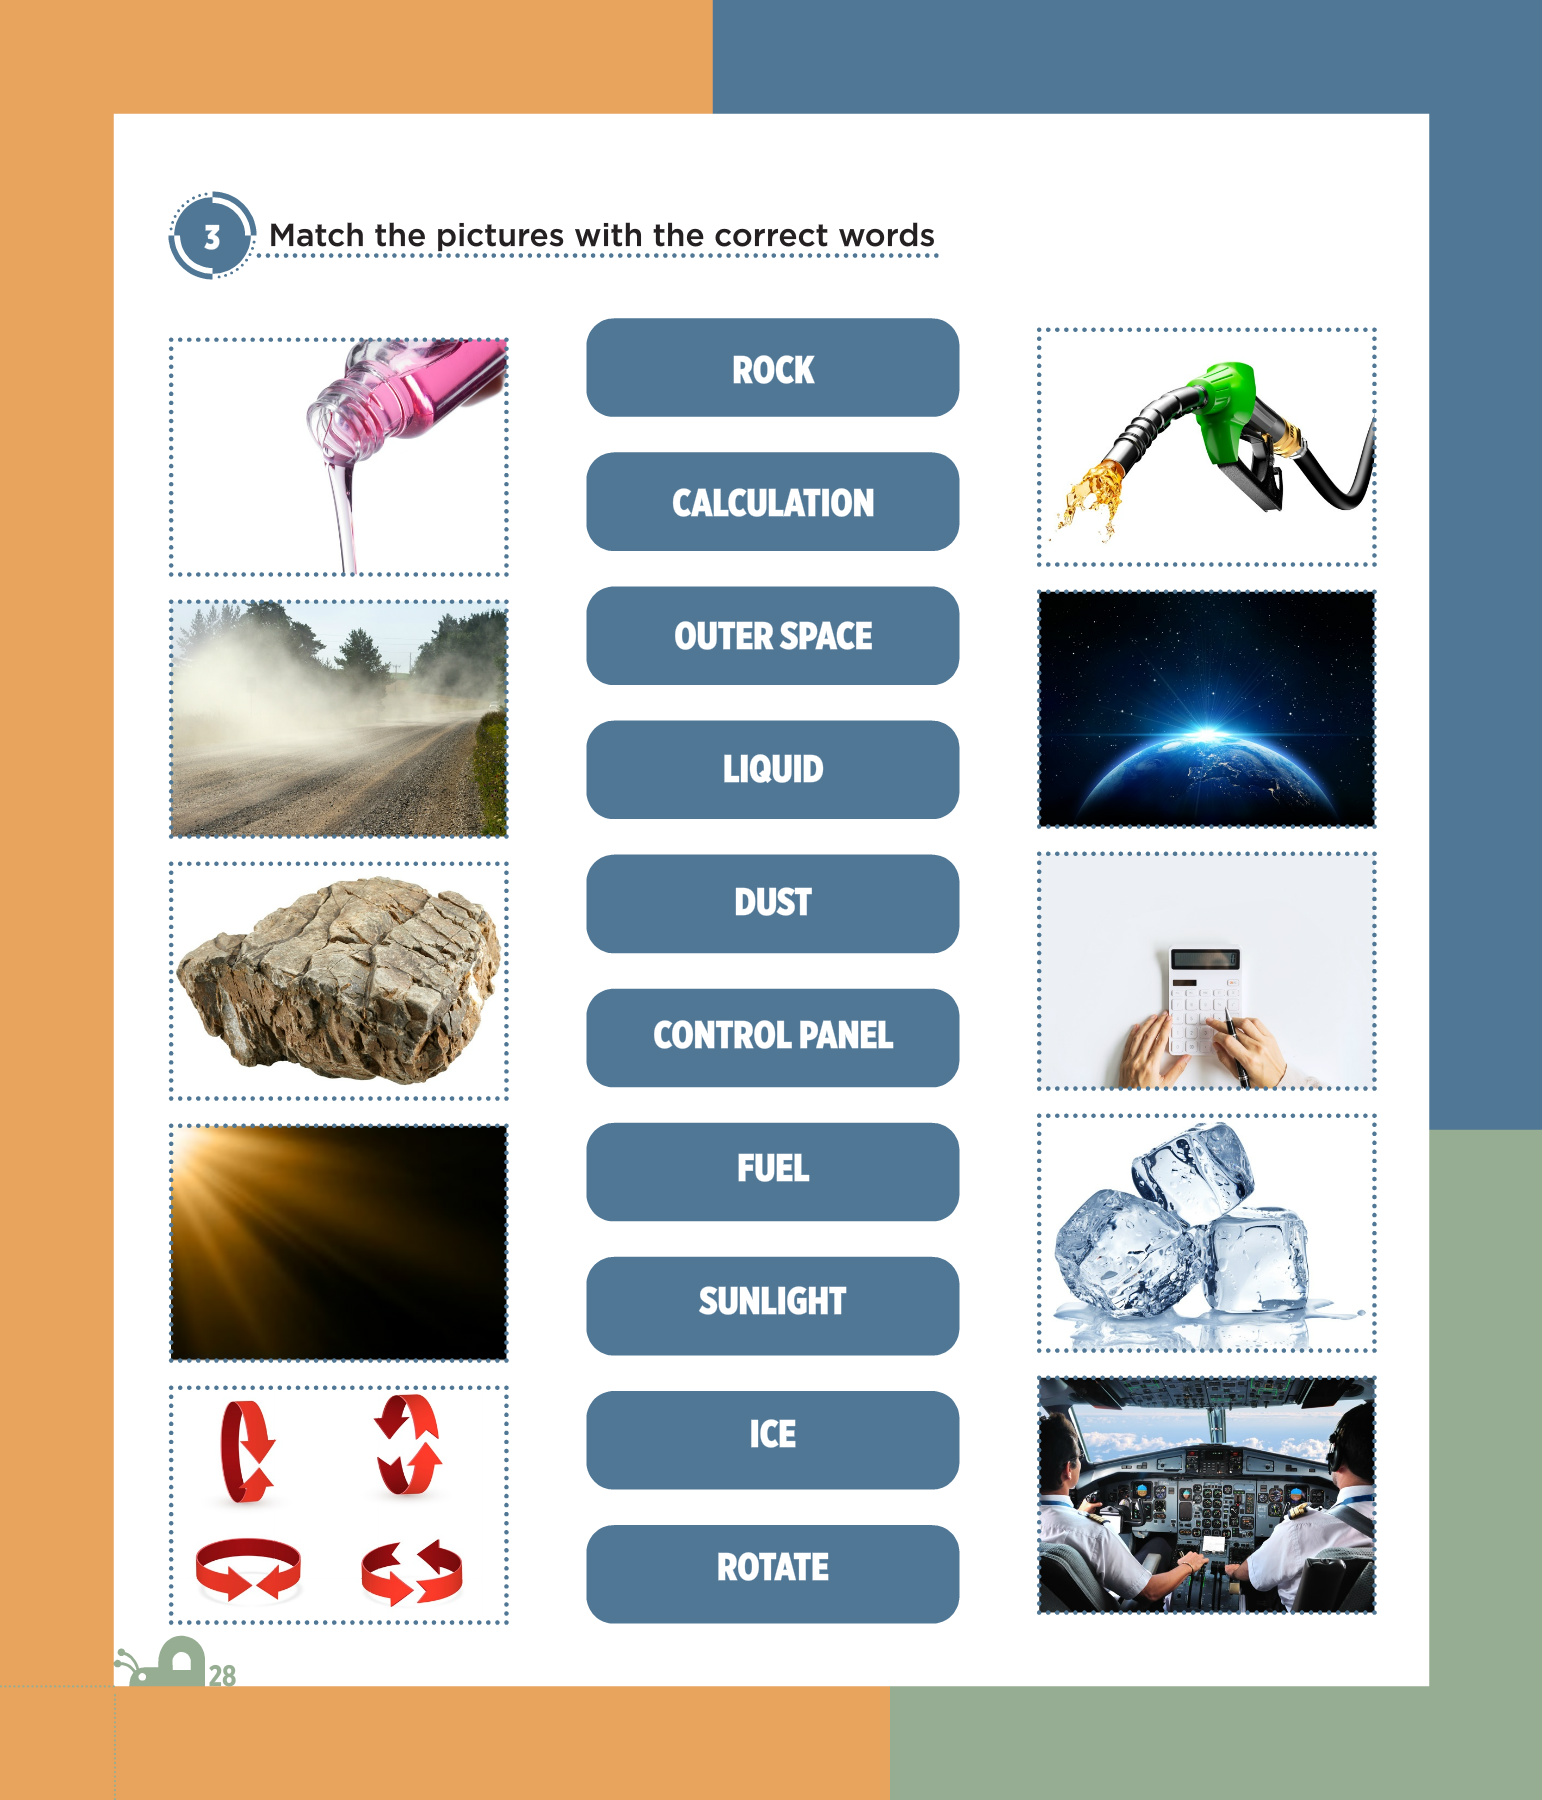 3
Match the pictures with the correct words
ROCK
CALCULATION
OUTER SPACE
LIQUID
DUST
CONTROL PANEL
FUEL
SUNLIGHT
ICE
ROTATE
28